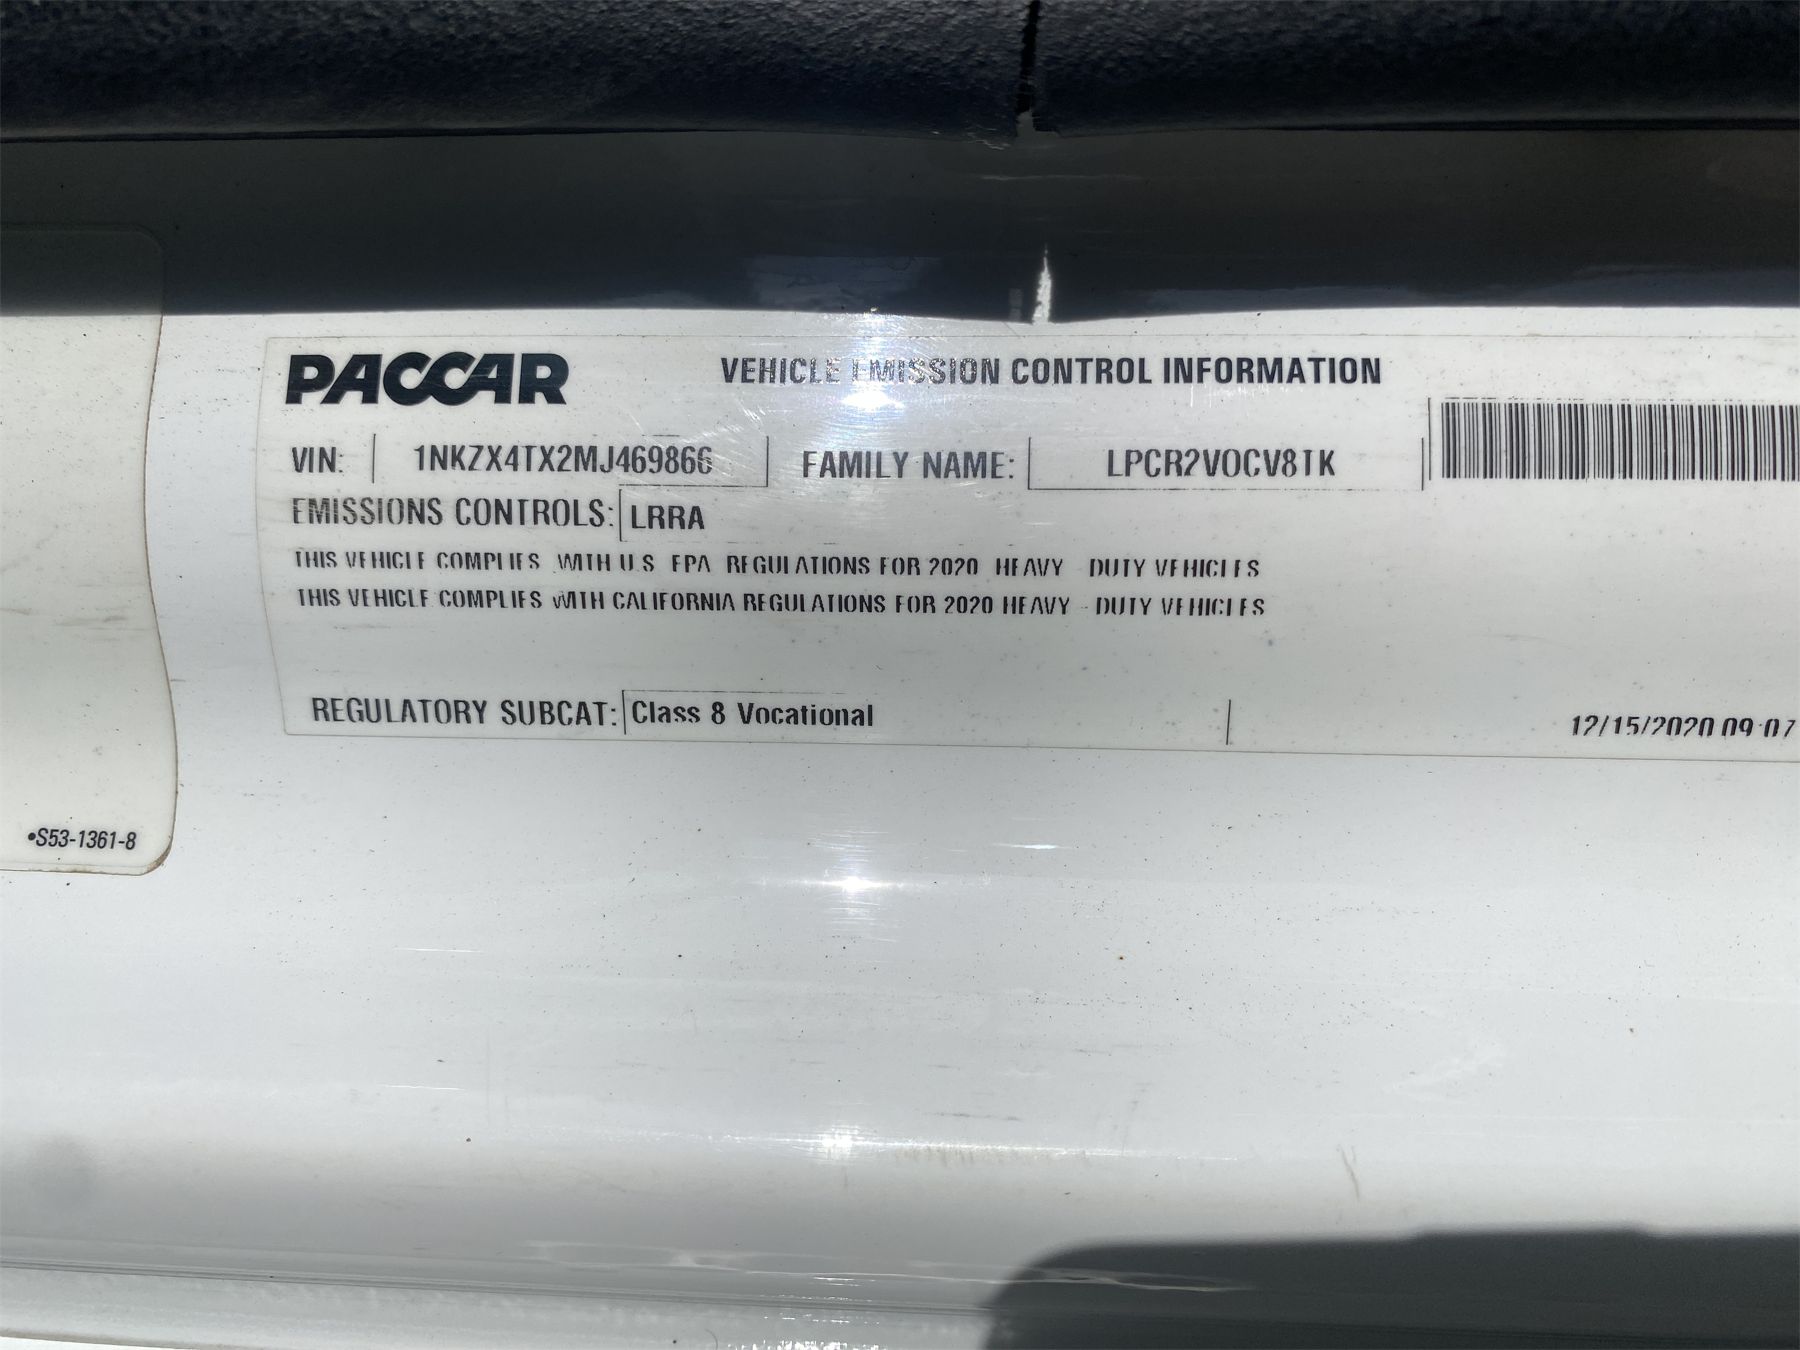 PACCAR
VEHICLE EMISSION CONTROL INFORMATION
VIN: 1NKZX4TX2MJ469866
FAMILY NAME: LPCR2VOCV8TK
EMISSIONS CONTROLS: LRRA
THIS VEHICLE COMPLIES WITH U.S EPA REGULATIONS FOR 2020 HEAVY - DUTY VEHICLES
THIS VEHICLE COMPLIES WITH CALIFORNIA REGULATIONS FOR 2020 HEAVY - DUTY VEHICLES
REGULATORY SUBCAT: Class 8 Vocational
12/15/2020 09:07
•S53-1361-8